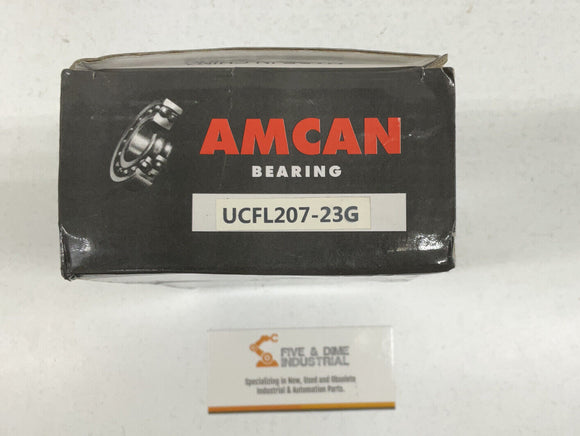 AMCAN
BEARING
UCFL207-23G
FIVE & DIME
INDUSTRIAL
Specializing in New, Used and Obsolete
Industrial & Automation Parts.